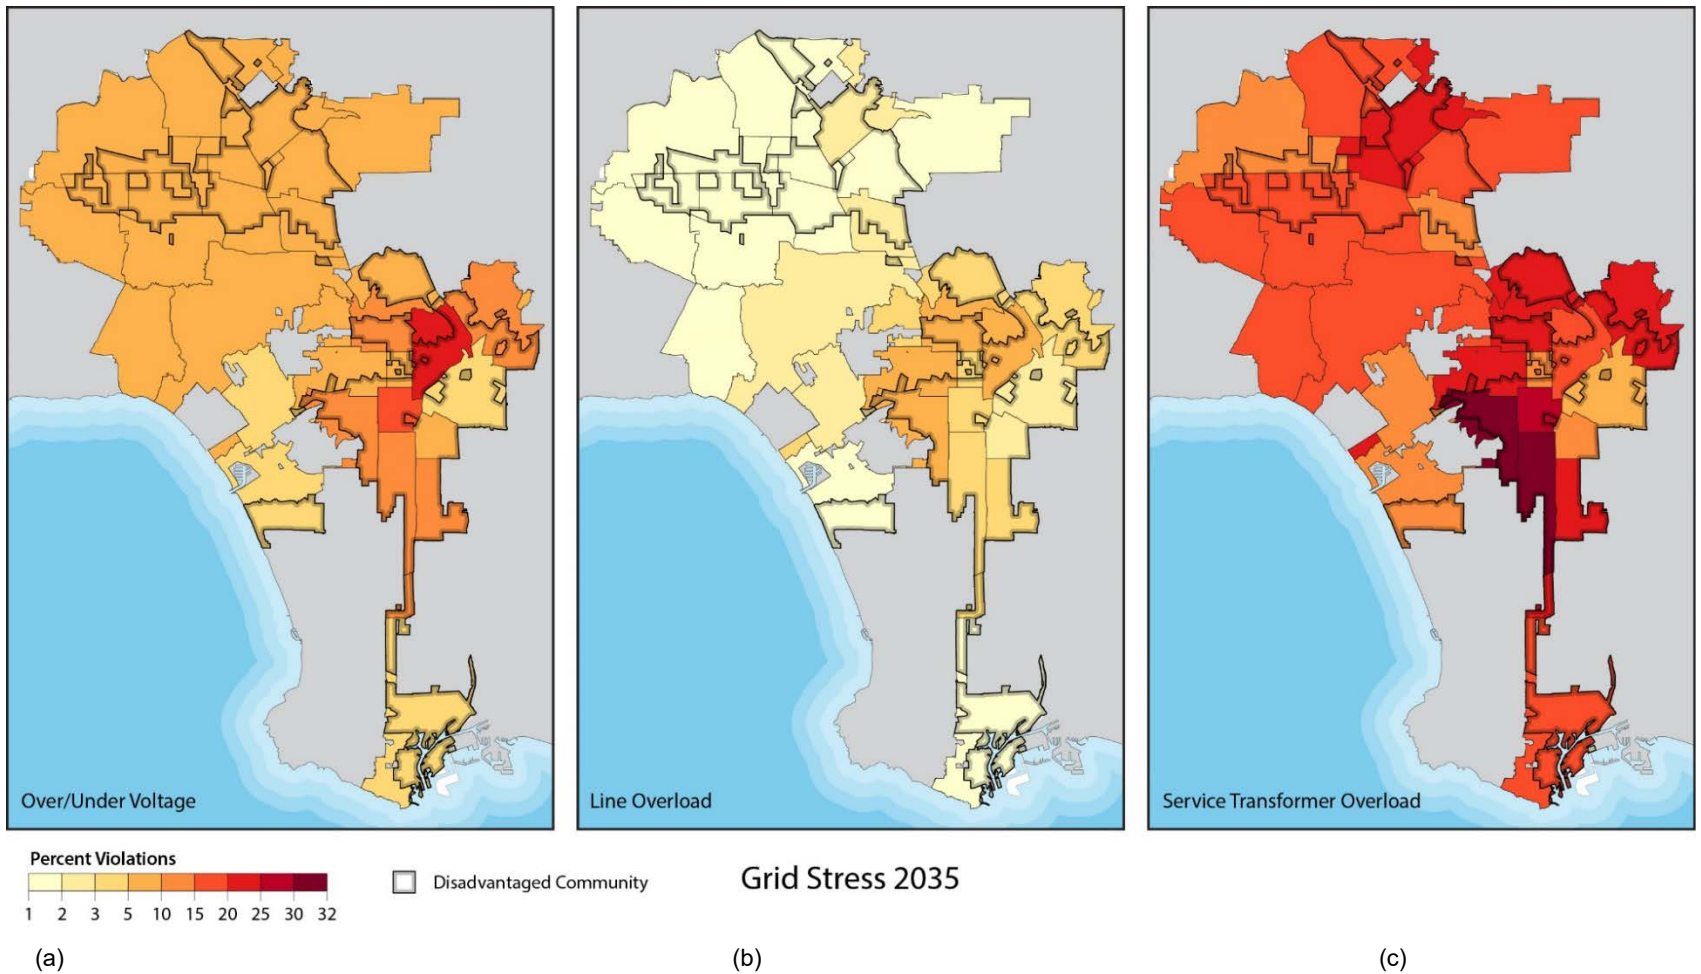 Over/Under Voltage
Line Overload
Service Transformer Overload
Percent Violations
1 2 3 5 10 15 20 25 30 32
Disadvantaged Community
Grid Stress 2035
(a) (b) (c)